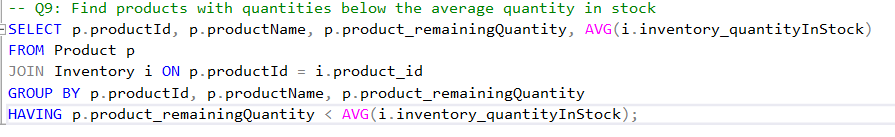 -- Q9: Find products with quantities below the average quantity in stock
SELECT p.productId, p.productName, p.product_remainingQuantity, AVG(i.inventory_quantityInStock)
FROM Product p
JOIN Inventory i ON p.productId = i.product_id
GROUP BY p.productId, p.productName, p.product_remainingQuantity
HAVING p.product_remainingQuantity < AVG(i.inventory_quantityInStock);